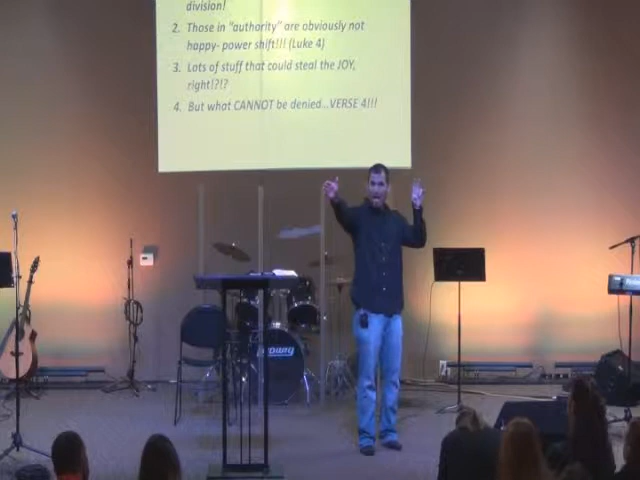 division!
2. Those in "authority" are obviously not
happy- power shift!!! (Luke 4)
3. Lots of stuff that could steal the JOY,
right!?!?
4. But what CANNOT be denied...VERSE 4!!!